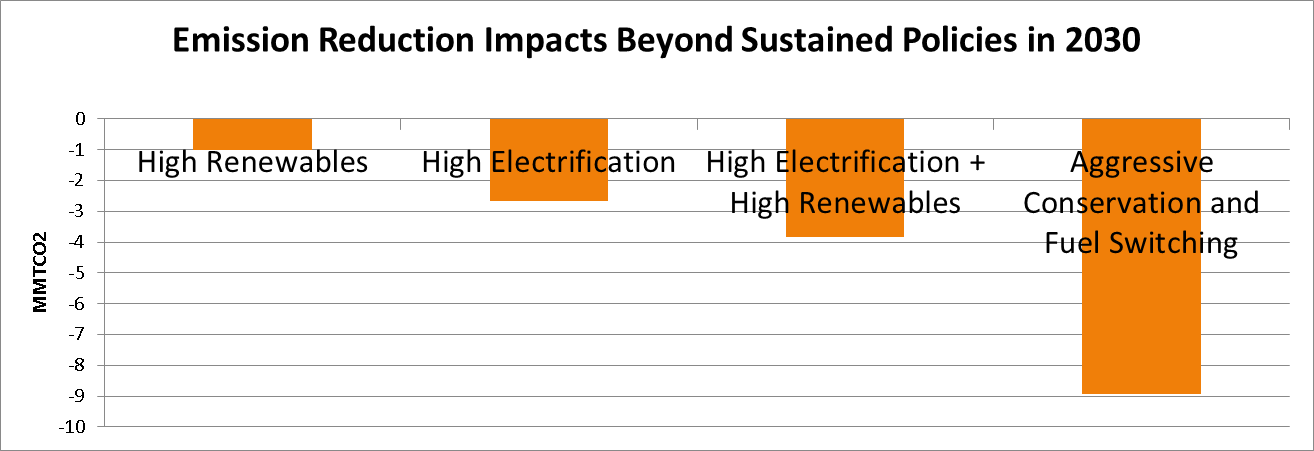 Emission Reduction Impacts Beyond Sustained Policies in 2030
0
-1
-2
-3
-4
-5
-6
-7
-8
-9
-10
MMTCO2
High Renewables
High Electrification
High Electrification +
High Renewables
Aggressive
Conservation and
Fuel Switching